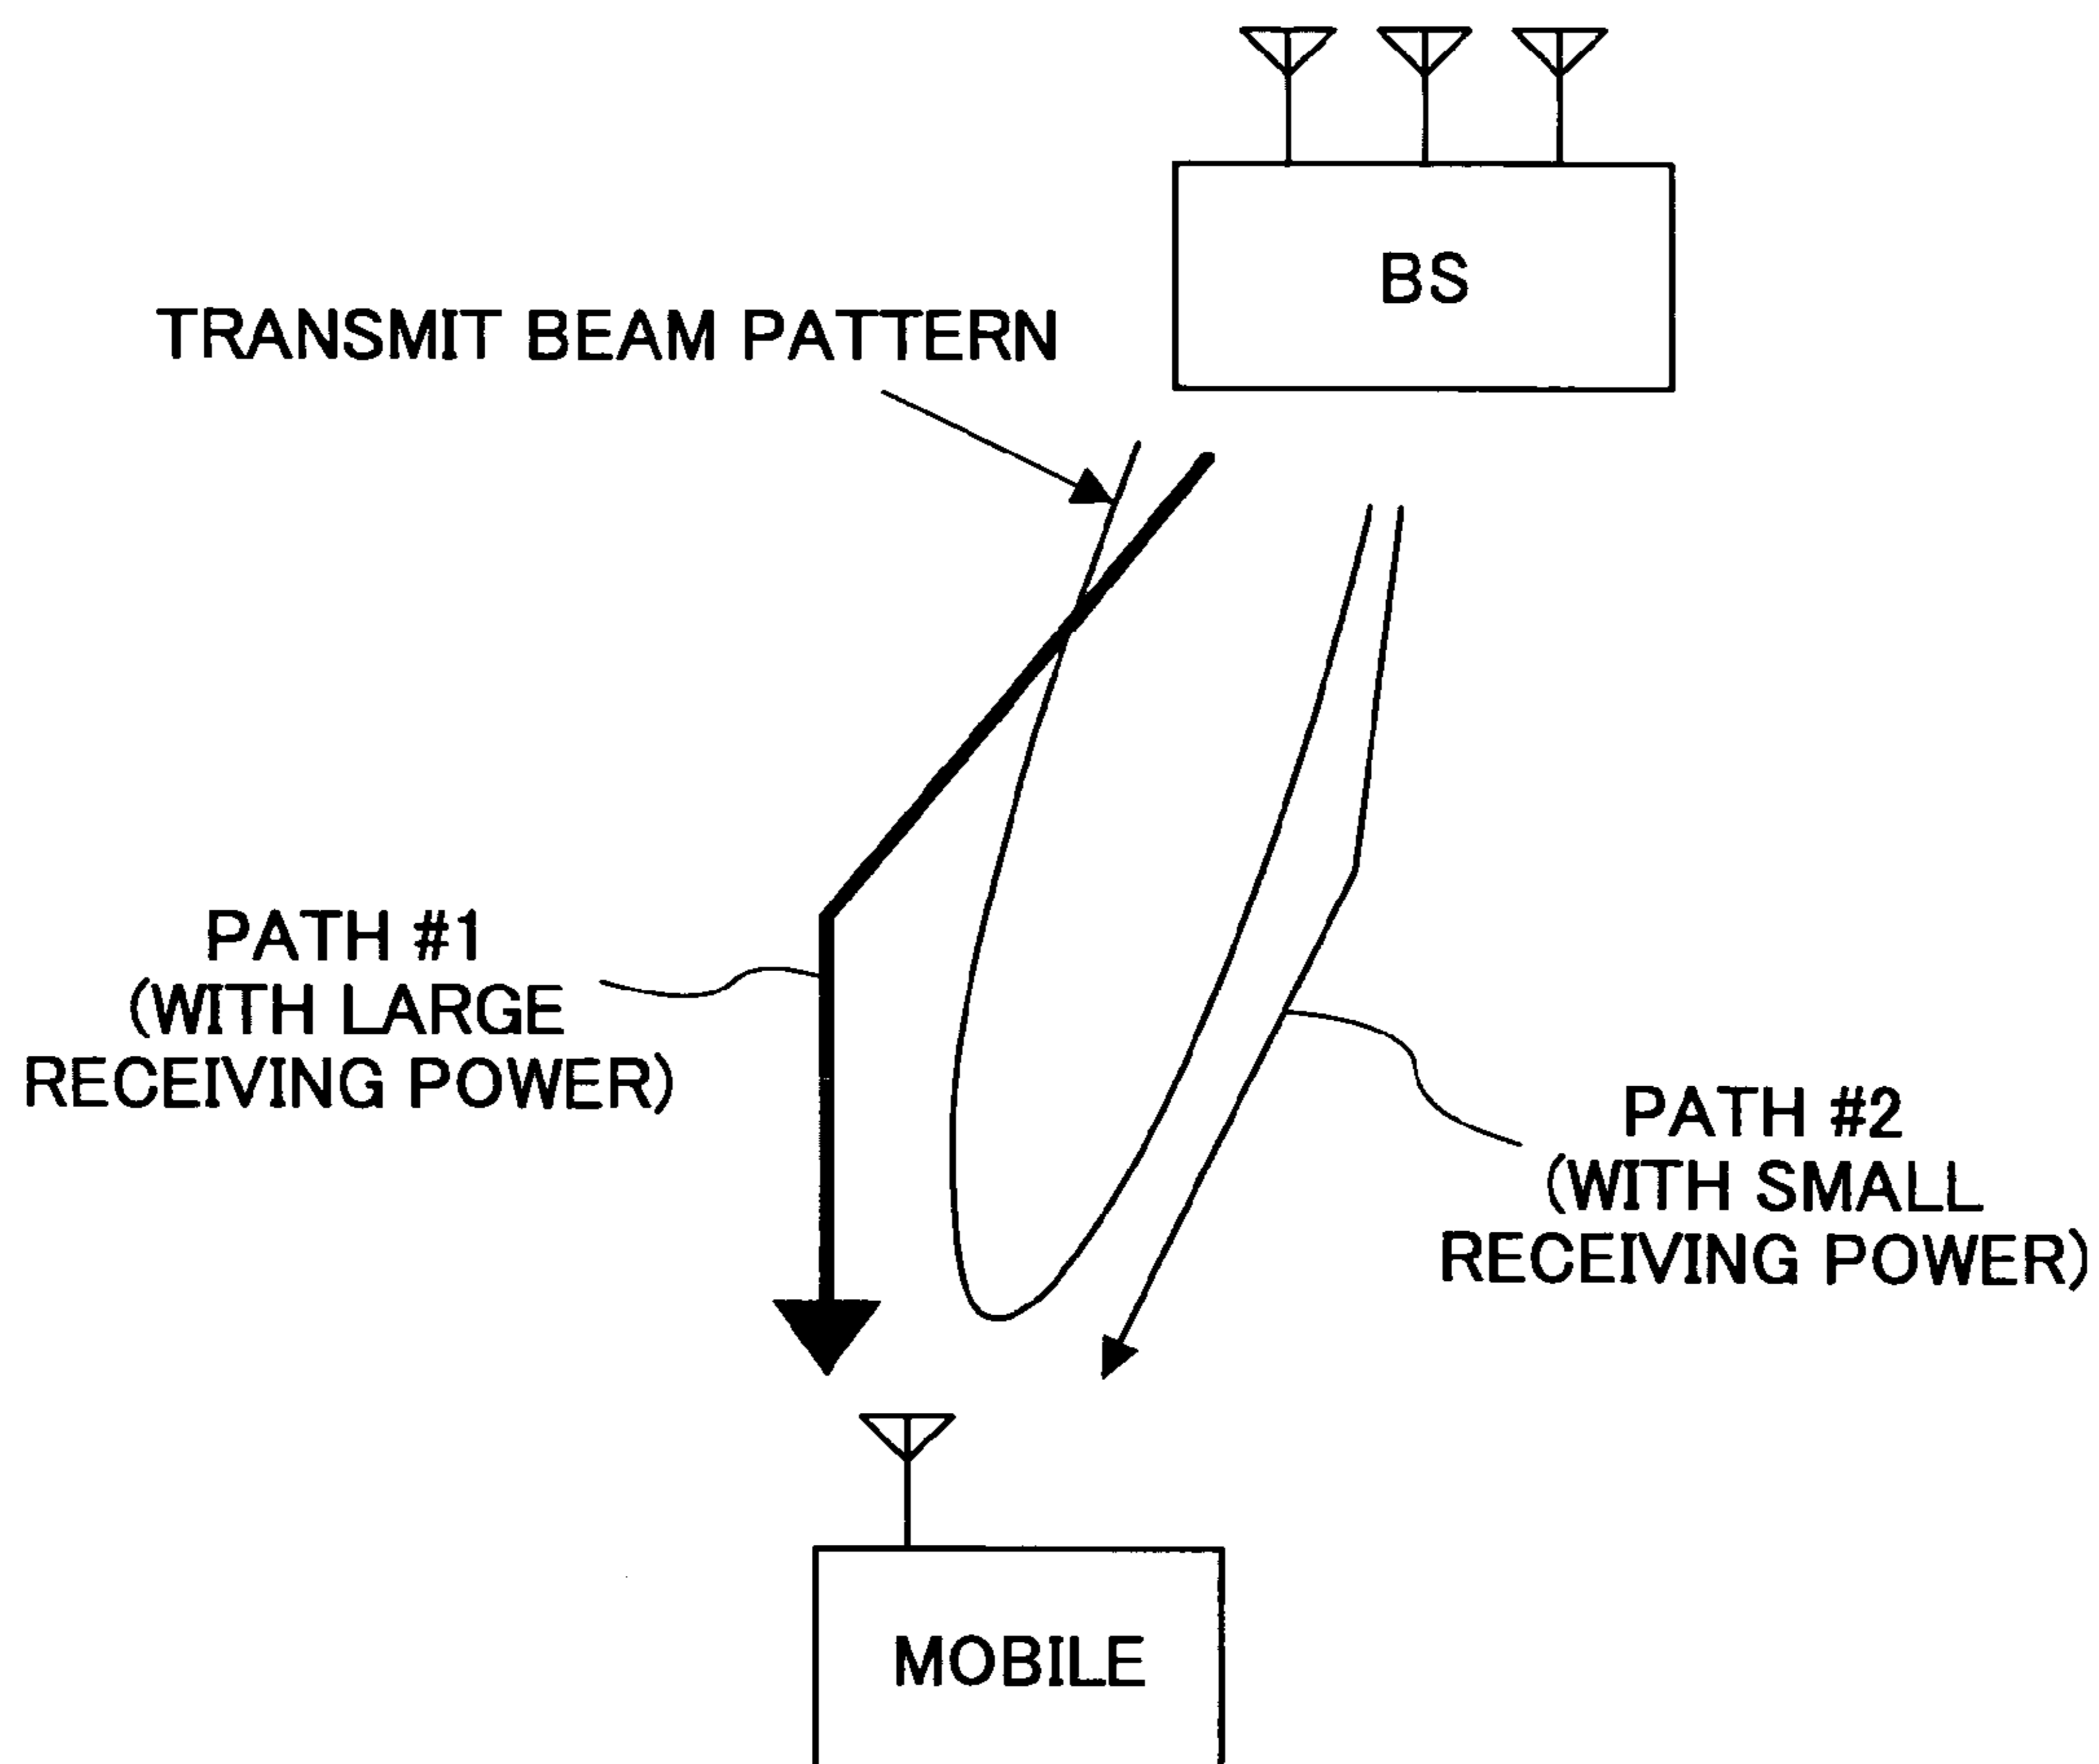 BS
TRANSMIT BEAM PATTERN
PATH #1
(WITH LARGE
RECEIVING POWER)
PATH #2
(WITH SMALL
RECEIVING POWER)
MOBILE